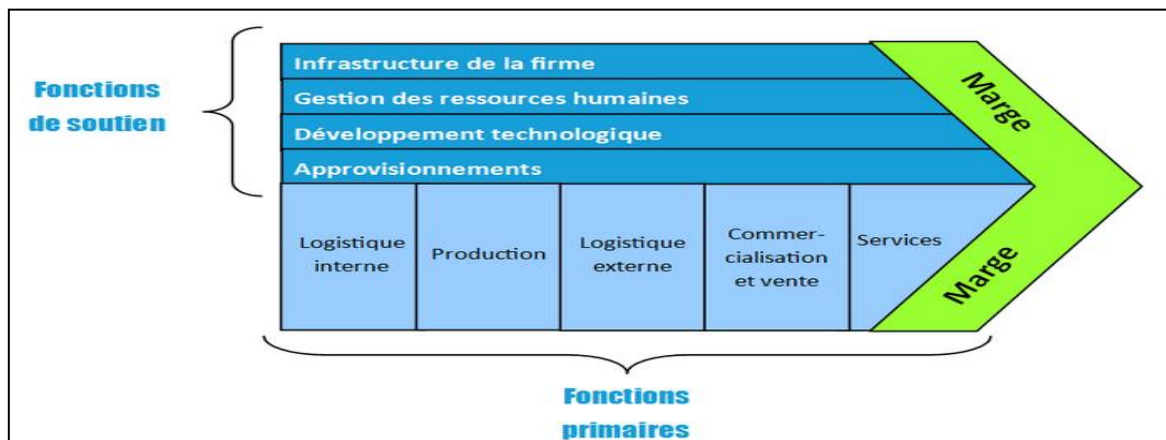 Fonctions
de soutien
Infrastructure de la firme
Gestion des ressources humaines
Développement technologique
Approvisionnements
Marge
Logistique
interne
Production
Logistique
externe
Commer-
cialisation
et vente
Services
Marge
Fonctions
primaires